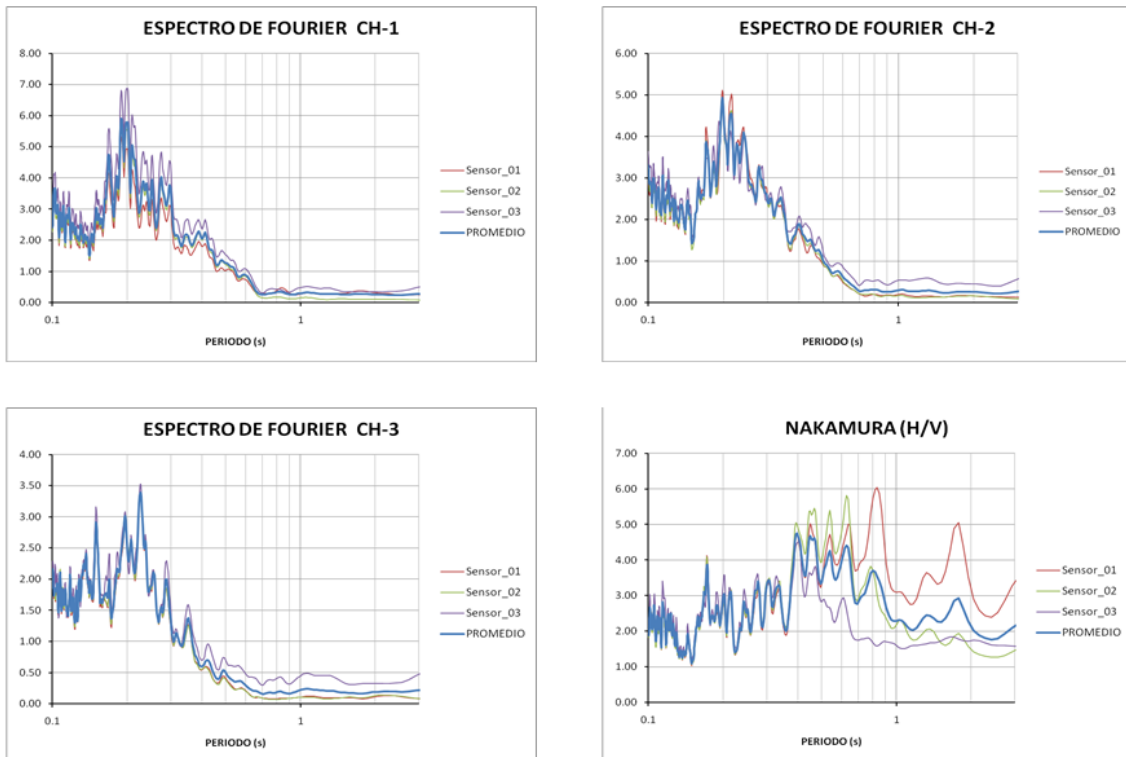 ESPECTRO DE FOURIER CH-1
8.00
7.00
6.00
5.00
4.00
3.00
2.00
1.00
0.00
0.1
1
PERIODO (s)
Sensor_01
Sensor_02
Sensor_03
PROMEDIO
ESPECTRO DE FOURIER CH-2
6.00
5.00
4.00
3.00
2.00
1.00
0.00
0.1
1
PERIODO (s)
Sensor_01
Sensor_02
Sensor_03
PROMEDIO
ESPECTRO DE FOURIER CH-3
4.00
3.50
3.00
2.50
2.00
1.50
1.00
0.50
0.00
0.1
1
PERIODO (s)
Sensor_01
Sensor_02
Sensor_03
PROMEDIO
NAKAMURA (H/V)
7.00
6.00
5.00
4.00
3.00
2.00
1.00
0.00
0.1
1
PERIODO (s)
Sensor_01
Sensor_02
Sensor_03
PROMEDIO